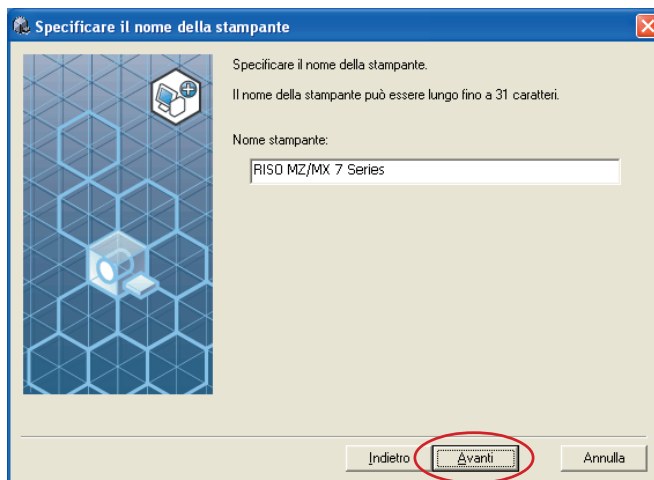 Specificare il nome della stampante
Specificare il nome della stampante.
Il nome della stampante può essere lungo fino a 31 caratteri.
Nome stampante:
RISO MZ/MX 7 Series
Indietro
Avanti
Annulla